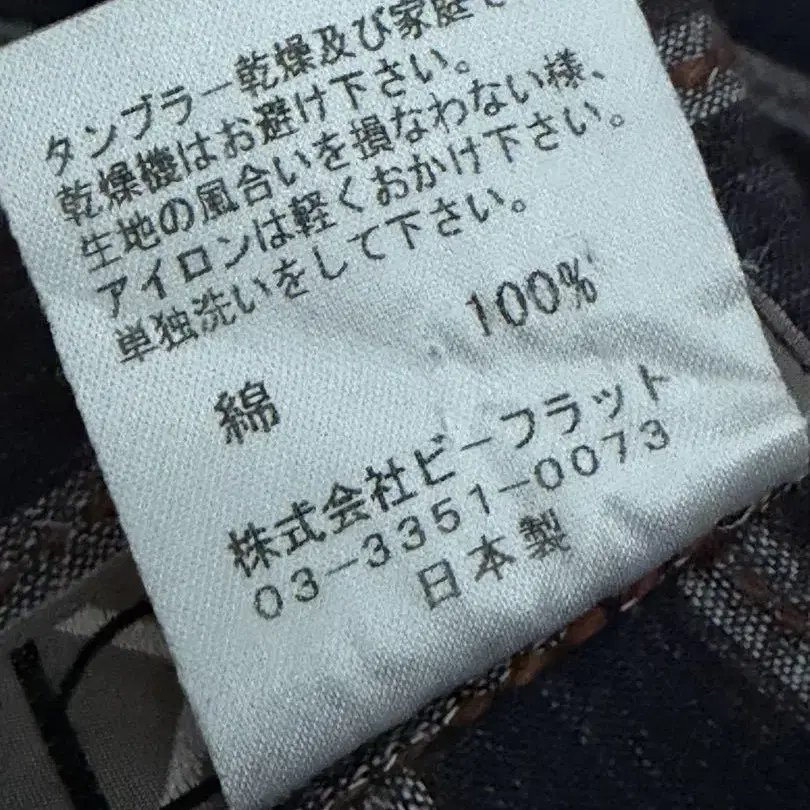 タンブラー乾燥及び家庭で
乾燥機はお避け下さい。
生地の風合いを損なわない様、
アイロンは軽くおかけ下さい。
単独洗いをして下さい。
綿 100%
株式会社ビーフラット
03-3351-0073
日本製